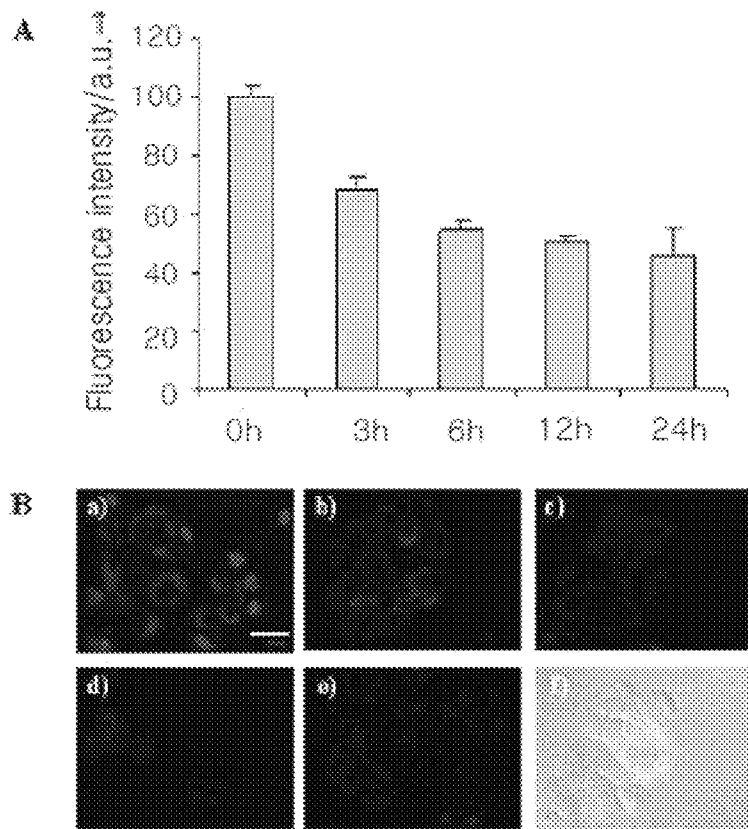 A
Fluorescence intensity/a.u.⁻¹
120
100
80
60
40
20
0
0h 3h 6h 12h 24h
B
a) b) c)
d) e) f)